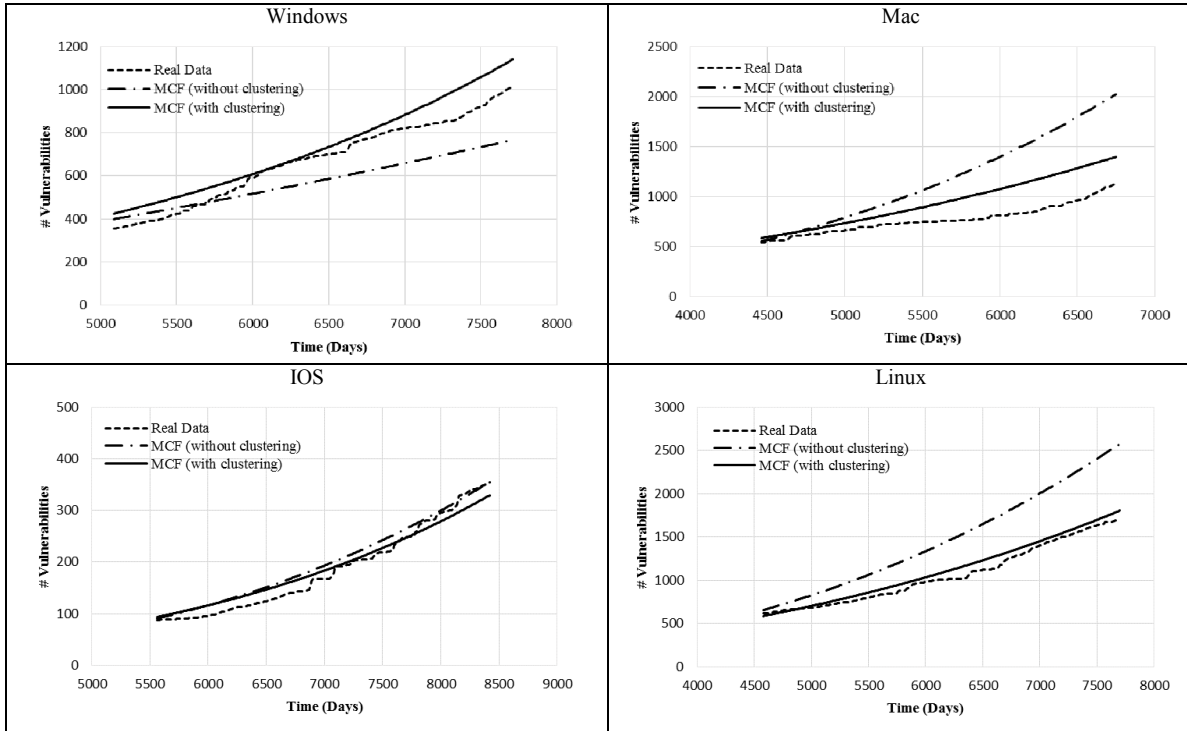 Windows
1200
1000
800
600
400
200
0
# Vulnerabilities
Real Data
MCF (without clustering)
MCF (with clustering)
5000 5500 6000 6500 7000 7500 8000
Time (Days)
Mac
2500
2000
1500
1000
500
0
# Vulnerabilities
Real Data
MCF (without clustering)
MCF (with clustering)
4000 4500 5000 5500 6000 6500 7000
Time (Days)
IOS
500
400
300
200
100
0
# Vulnerabilities
Real Data
MCF (without clustering)
MCF (with clustering)
5000 5500 6000 6500 7000 7500 8000 8500 9000
Time (Days)
Linux
3000
2500
2000
1500
1000
500
0
# Vulnerabilities
Real Data
MCF (without clustering)
MCF (with clustering)
4000 4500 5000 5500 6000 6500 7000 7500 8000
Time (Days)